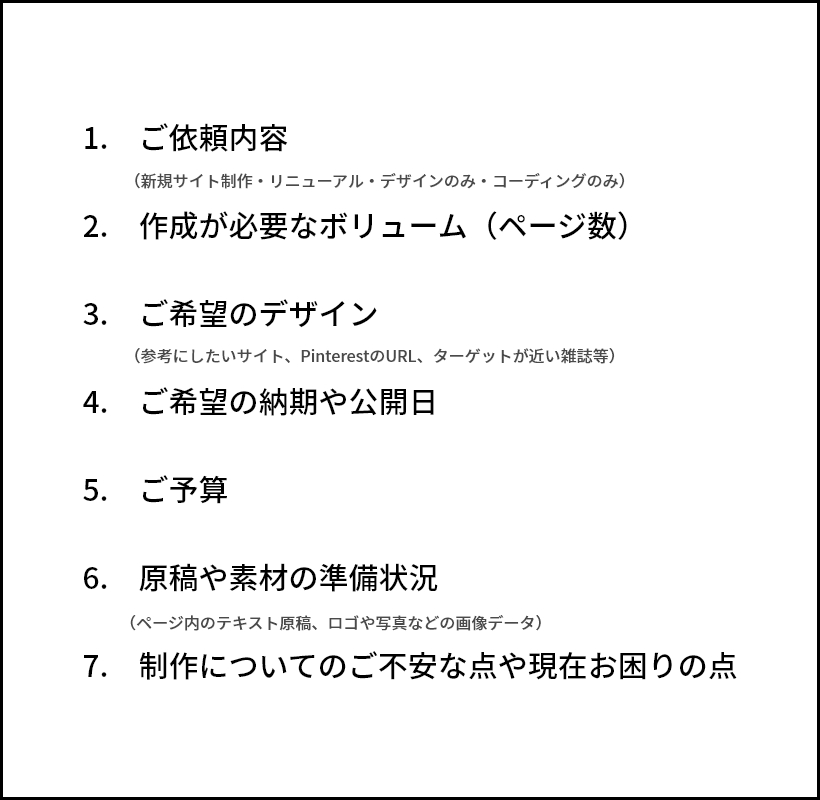 1. ご依頼内容
（新規サイト制作・リニューアル・デザインのみ・コーディングのみ）
2. 作成が必要なボリューム（ページ数）
3. ご希望のデザイン
（参考にしたいサイト、PinterestのURL、ターゲットが近い雑誌等）
4. ご希望の納期や公開日
5. ご予算
6. 原稿や素材の準備状況
（ページ内のテキスト原稿、ロゴや写真などの画像データ）
7. 制作についてのご不安な点や現在お困りの点